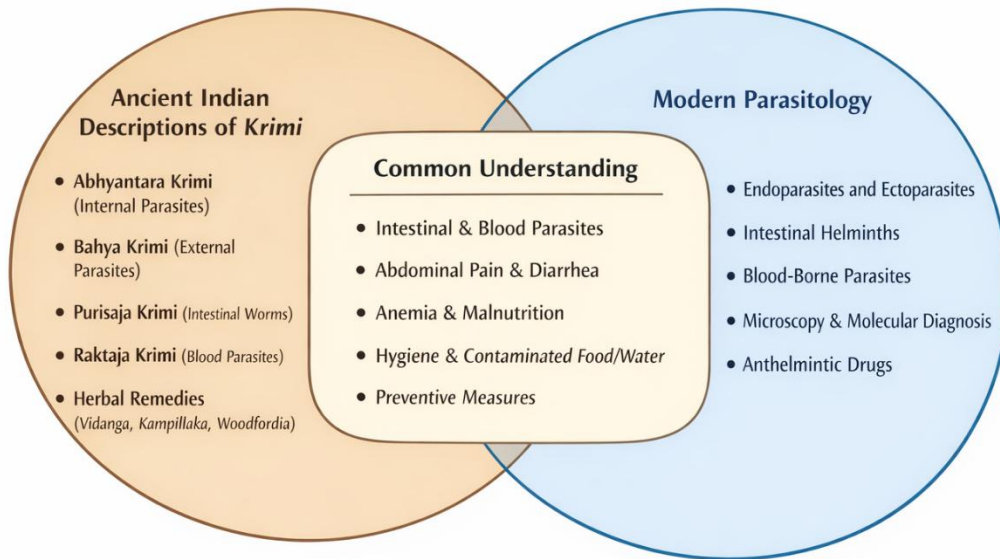 Ancient Indian
Descriptions of Krimi
• Abhyantara Krimi
(Internal Parasites)
• Bahya Krimi (External
Parasites)
• Purisaja Krimi (Intestinal Worms)
• Raktaja Krimi (Blood Parasites)
• Herbal Remedies
(Vidanga, Kampillaka, Woodfordia)
Common Understanding
• Intestinal & Blood Parasites
• Abdominal Pain & Diarrhea
• Anemia & Malnutrition
• Hygiene & Contaminated Food/Water
• Preventive Measures
Modern Parasitology
• Endoparasites and Ectoparasites
• Intestinal Helminths
• Blood-Borne Parasites
• Microscopy & Molecular Diagnosis
• Anthelmintic Drugs